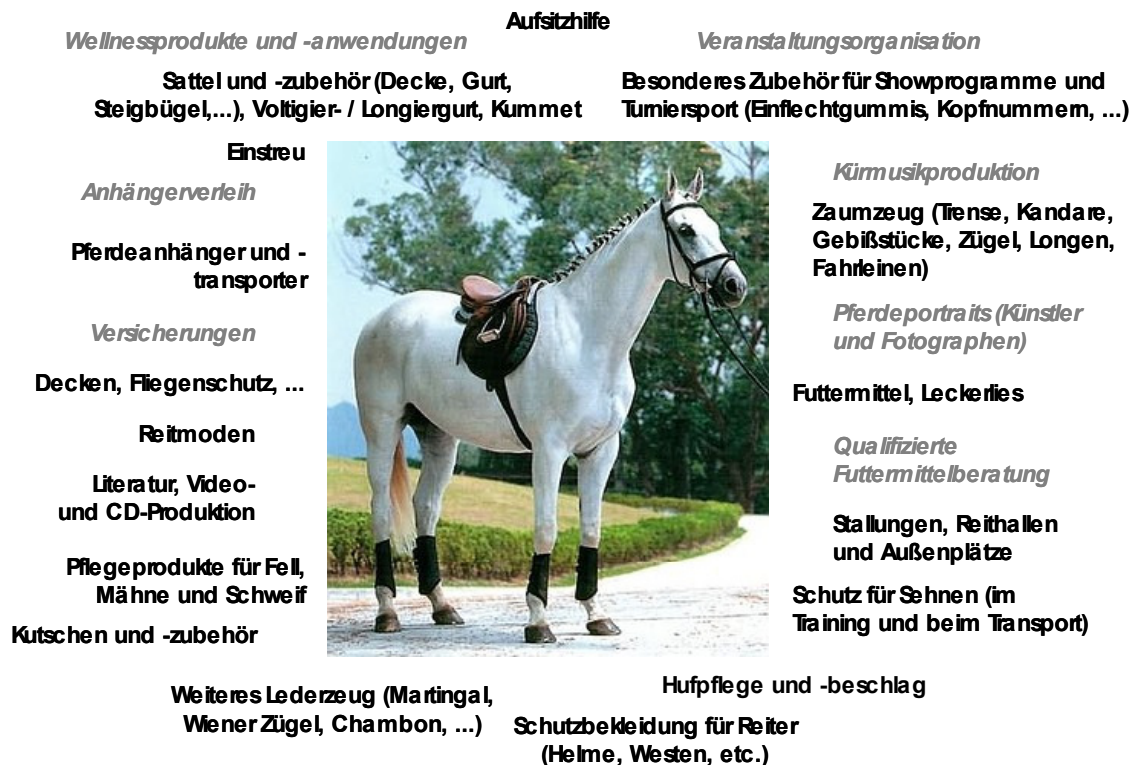 Aufsitzhilfe
Wellnessprodukte und -anwendungen
Veranstaltungsorganisation
Sattel und -zubehör (Decke, Gurt,
Steigbügel,...), Voltigier- / Longiergurt, Kummet
Besonderes Zubehör für Showprogramme und
Turniersport (Einflechtgummis, Kopfnummern, ...)
Einstreu
Anhängerverleih
Pferdeanhänger und -
transporter
Versicherungen
Decken, Fliegenschutz, ...
Reitmoden
Literatur, Video-
und CD-Produktion
Pflegeprodukte für Fell,
Mähne und Schweif
Kutschen und -zubehör
Kürmusikproduktion
Zaumzeug (Trense, Kandare,
Gebißstücke, Zügel, Longen,
Fahrleinen)
Pferdeportraits (Künstler
und Fotographen)
Futtermittel, Leckerlies
Qualifizierte
Futtermittelberatung
Stallungen, Reithallen
und Außenplätze
Schutz für Sehnen (im
Training und beim Transport)
Weiteres Lederzeug (Martingal,
Wiener Zügel, Chambon, ...)
Hufpflege und -beschlag
Schutzbekleidung für Reiter
(Helme, Westen, etc.)